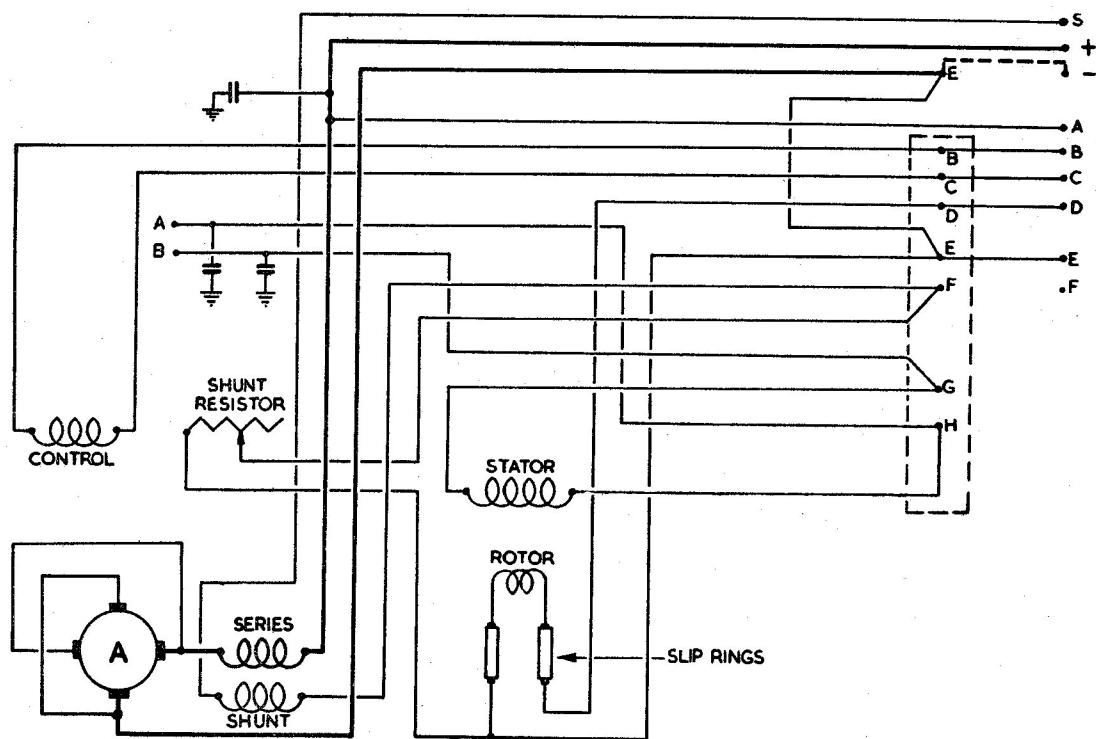 S
+
E
-
A
B
B
C
C
D
D
A
B
E
E
F
F
SHUNT
RESISTOR
G
H
CONTROL
STATOR
ROTOR
A
SERIES
SLIP RINGS
SHUNT